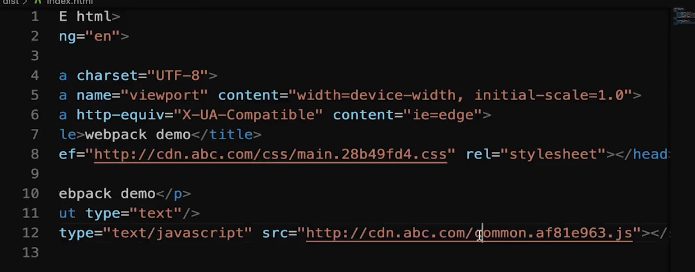 dist > index.html
1 E html>
2 ng="en">
3
4 a charset="UTF-8">
5 a name="viewport" content="width=device-width, initial-scale=1.0">
6 a http-equiv="X-UA-Compatible" content="ie=edge">
7 le>webpack demo</title>
8 ef="http://cdn.abc.com/css/main.28b49fd4.css" rel="stylesheet"></head
9
10 ebpack demo</p>
11 ut type="text"/>
12 type="text/javascript" src="http://cdn.abc.com/common.af81e963.js"></
13